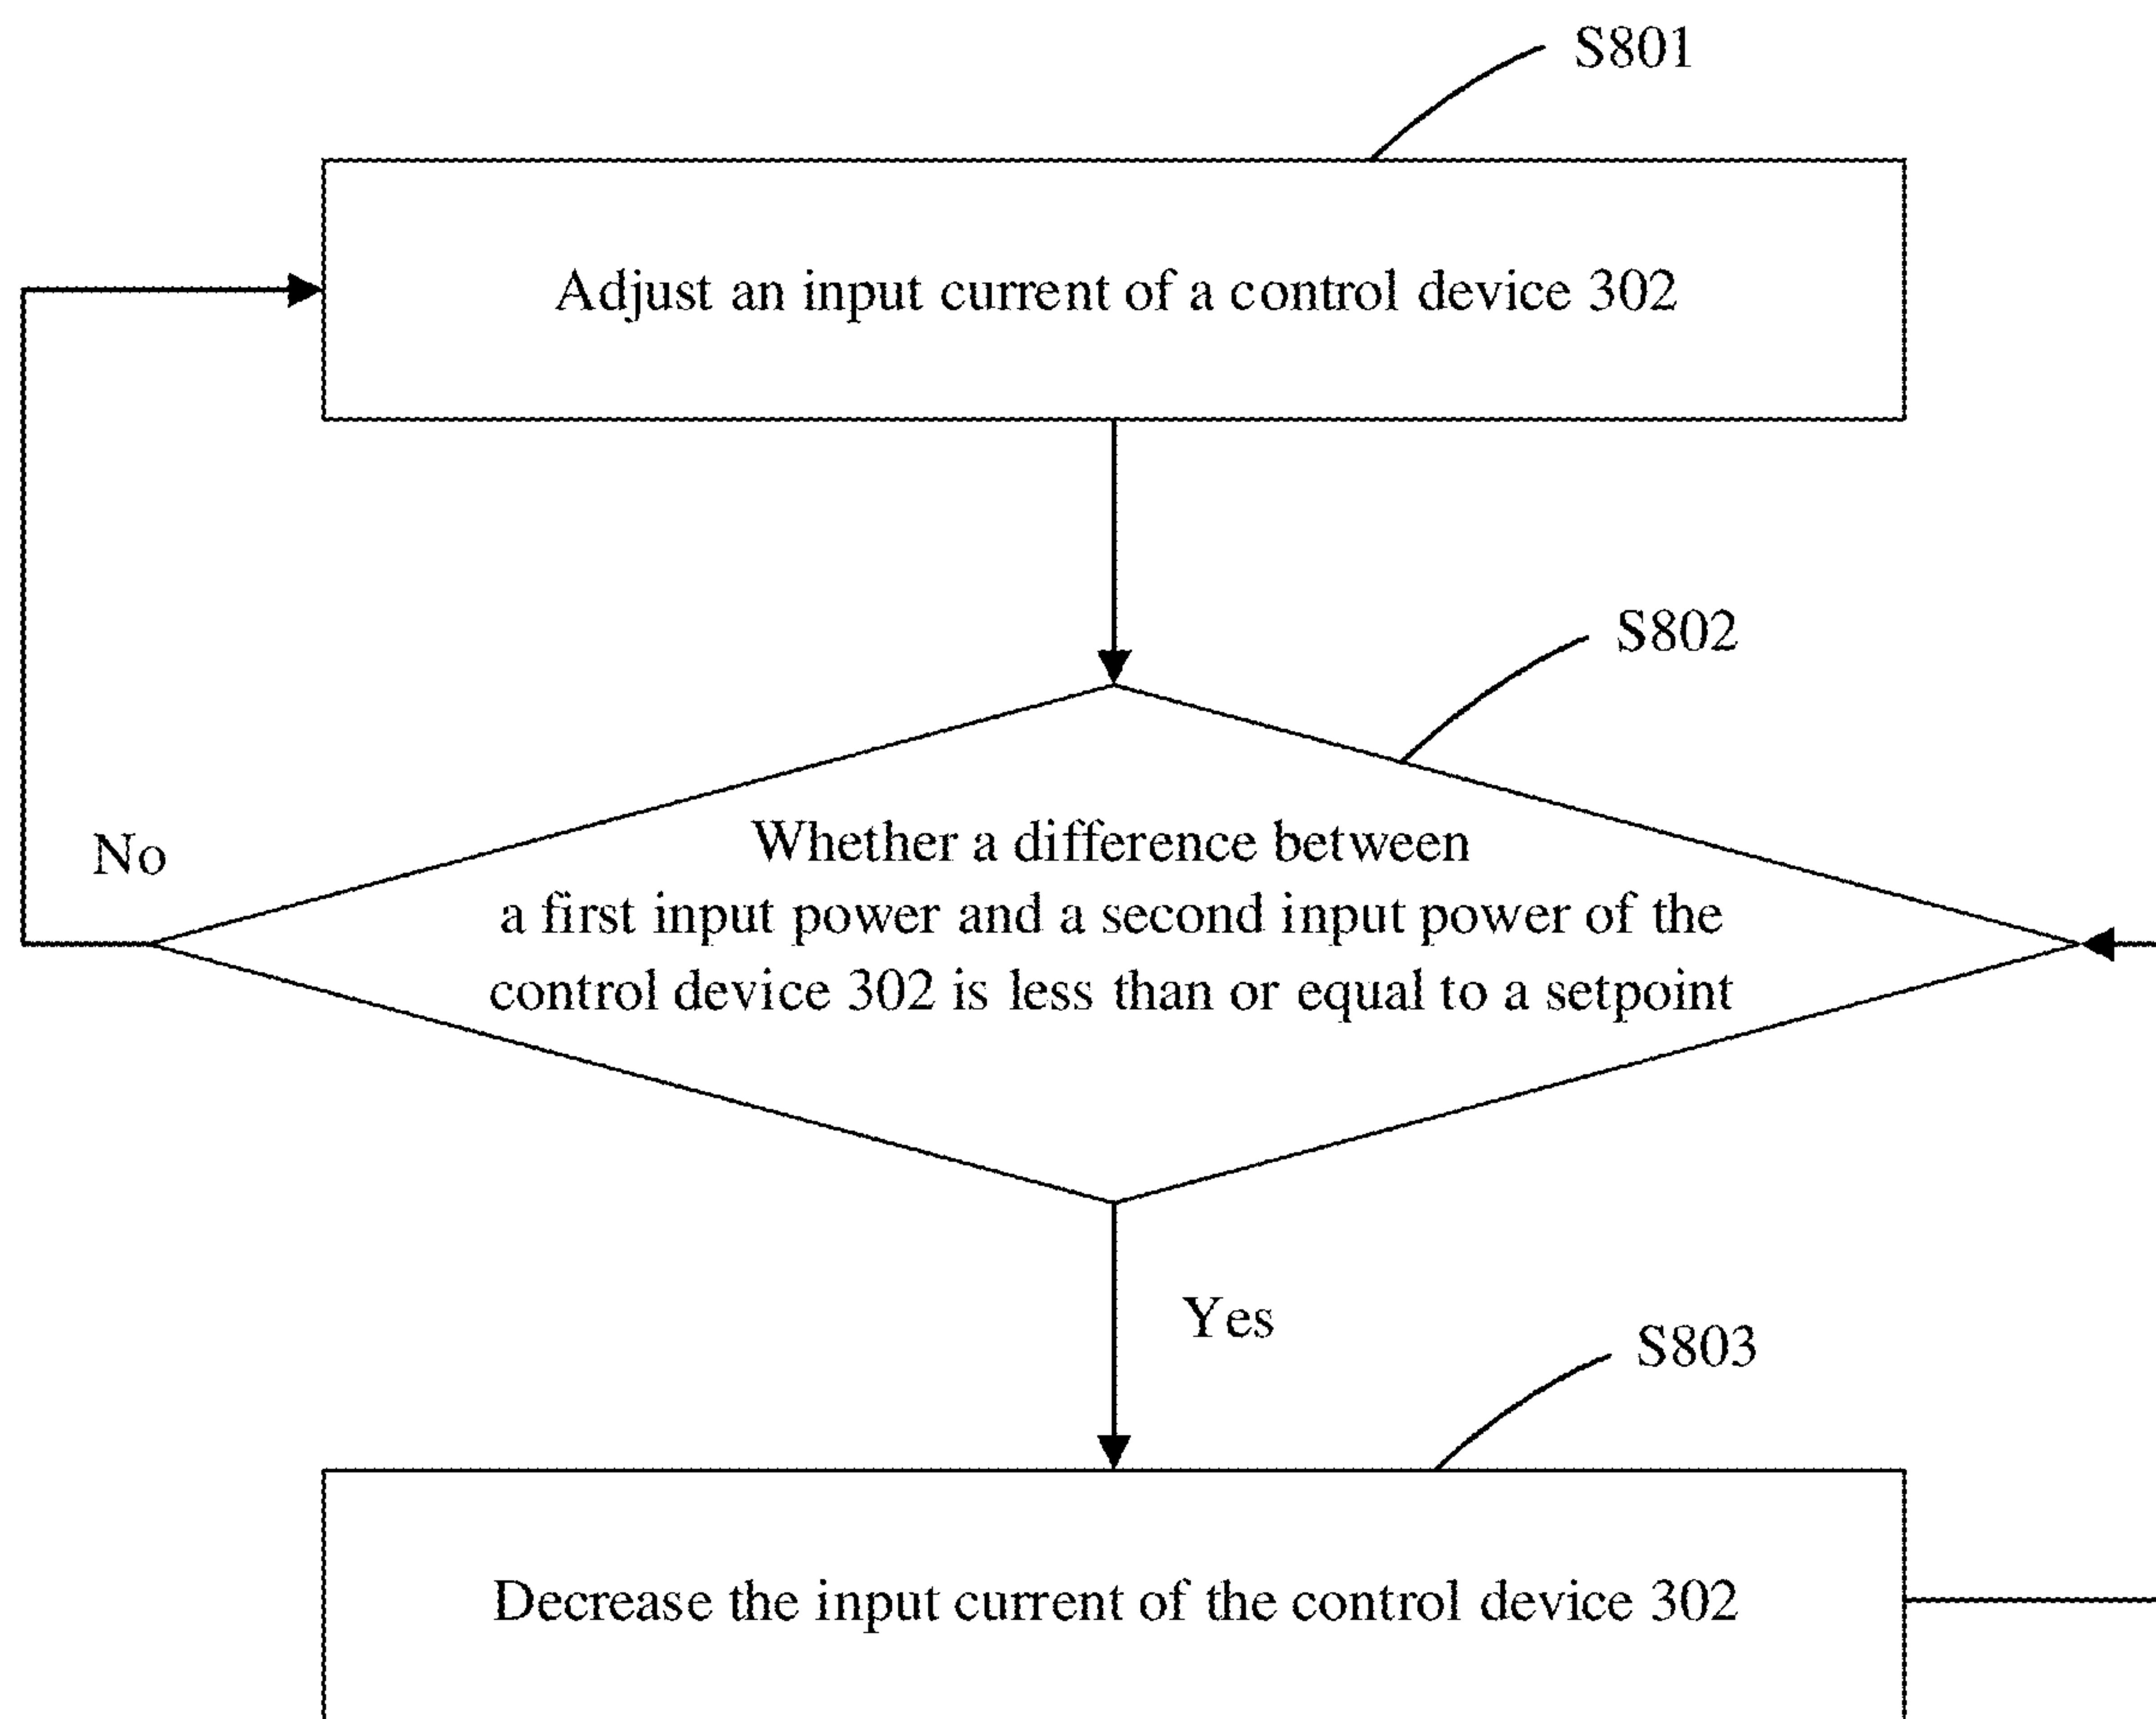 S801
Adjust an input current of a control device 302
S802
No
Whether a difference between
a first input power and a second input power of the
control device 302 is less than or equal to a setpoint
Yes
S803
Decrease the input current of the control device 302